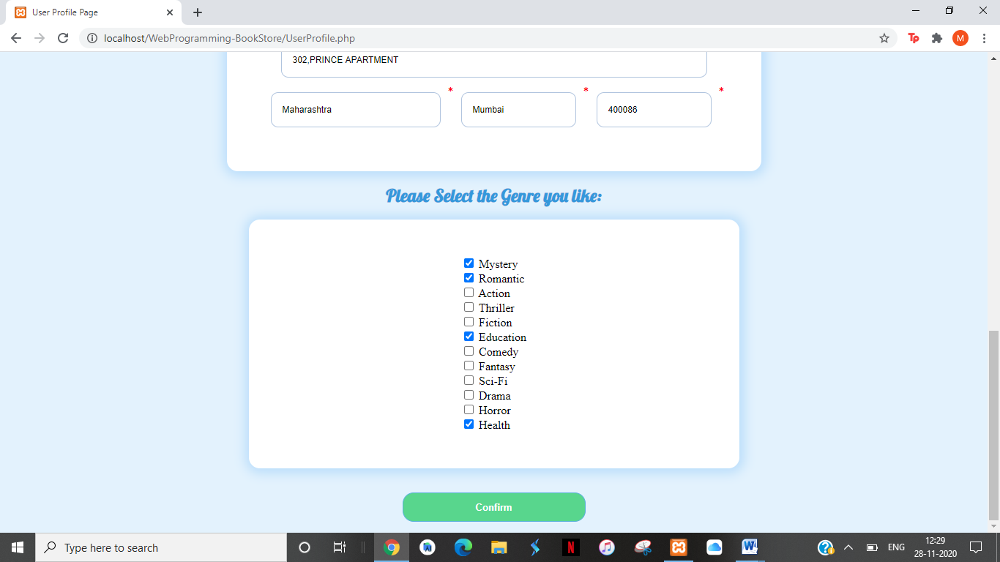 User Profile Page
localhost/WebProgramming-BookStore/UserProfile.php
Tp
M
302,PRINCE APARTMENT
* * *
Maharashtra Mumbai 400086
Please Select the Genre you like:
Mystery
Romantic
Action
Thriller
Fiction
Education
Comedy
Fantasy
Sci-Fi
Drama
Horror
Health
Confirm
Type here to search
N
W
?
ENG
12:29
28-11-2020